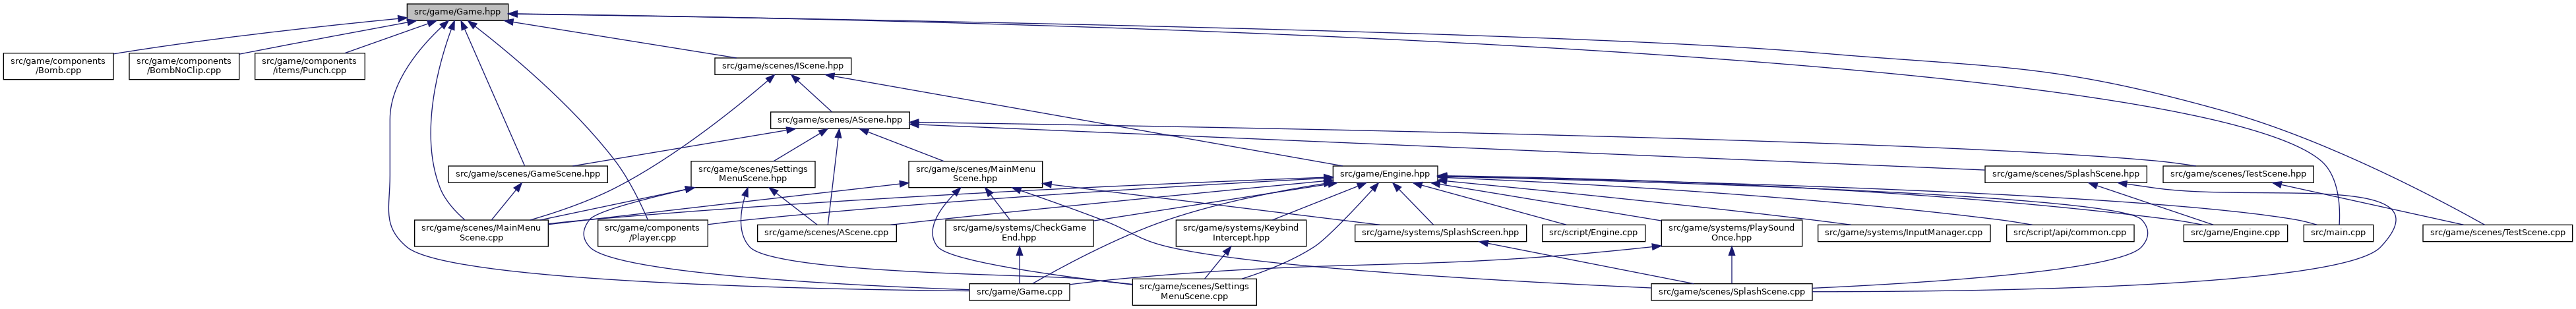 src/game/Game.hpp
src/game/components
/Bomb.cpp
src/game/components
/BombNoClip.cpp
src/game/components
/items/Punch.cpp
src/game/scenes/IScene.hpp
src/game/scenes/AScene.hpp
src/game/scenes/GameScene.hpp
src/game/scenes/Settings
MenuScene.hpp
src/game/scenes/MainMenu
Scene.hpp
src/game/Engine.hpp
src/game/scenes/SplashScene.hpp
src/game/scenes/TestScene.hpp
src/game/scenes/MainMenu
Scene.cpp
src/game/components
/Player.cpp
src/game/scenes/AScene.cpp
src/game/systems/CheckGame
End.hpp
src/game/systems/Keybind
Intercept.hpp
src/game/systems/SplashScreen.hpp
src/script/Engine.cpp
src/game/systems/PlaySound
Once.hpp
src/game/systems/InputManager.cpp
src/script/api/common.cpp
src/game/Engine.cpp
src/main.cpp
src/game/scenes/TestScene.cpp
src/game/Game.cpp
src/game/scenes/Settings
MenuScene.cpp
src/game/scenes/SplashScene.cpp